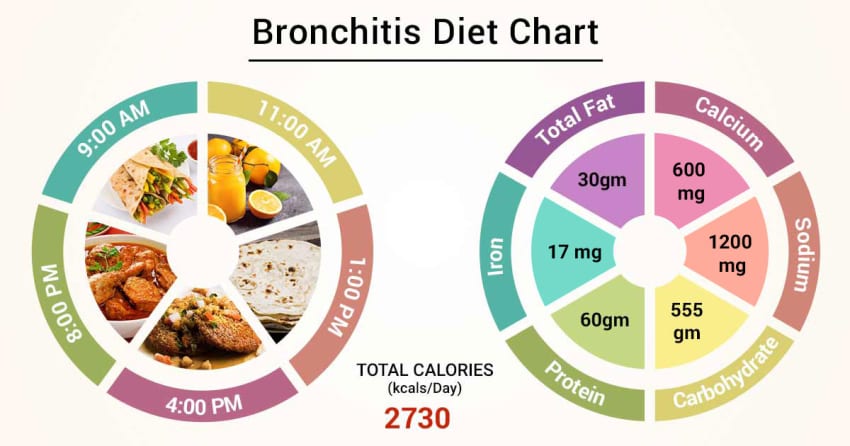 Bronchitis Diet Chart
9:00 AM
11:00 AM
1:00 PM
4:00 PM
8:00 PM
TOTAL CALORIES
(kcals/Day)
2730
Total Fat
30gm
Calcium
600
mg
Sodium
1200
mg
Carbohydrate
555
gm
Protein
60gm
Iron
17 mg